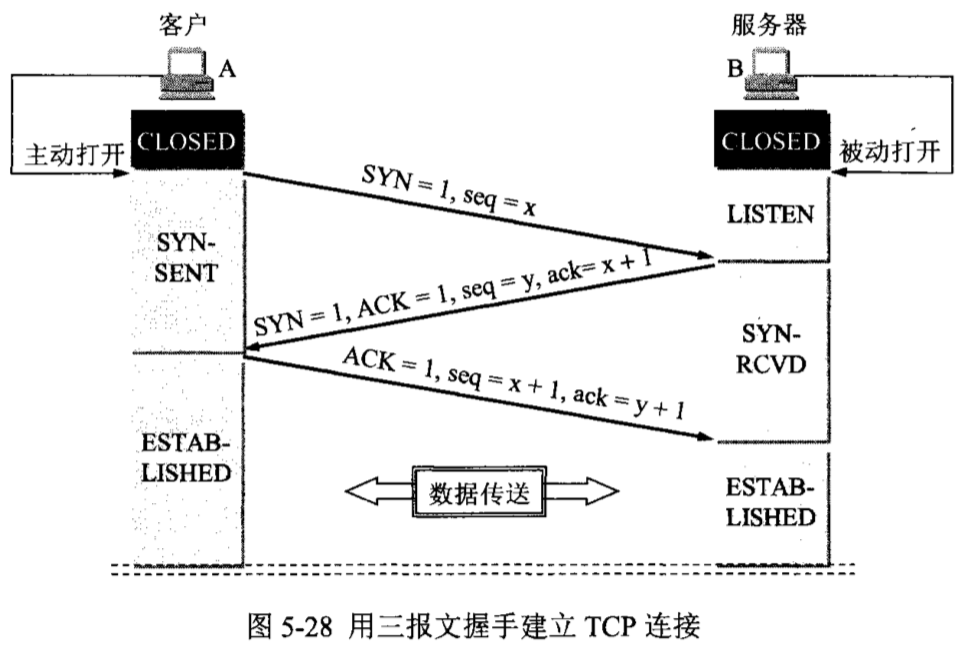 客户
服务器
A
B
CLOSED
CLOSED
主动打开
被动打开
SYN = 1, seq = x
LISTEN
SYN-
SENT
SYN = 1, ACK = 1, seq = y, ack= x + 1
SYN-
RCVD
ACK = 1, seq = x + 1, ack = y + 1
ESTAB-
LISHED
数据传送
ESTAB-
LISHED
图 5-28 用三报文握手建立 TCP 连接